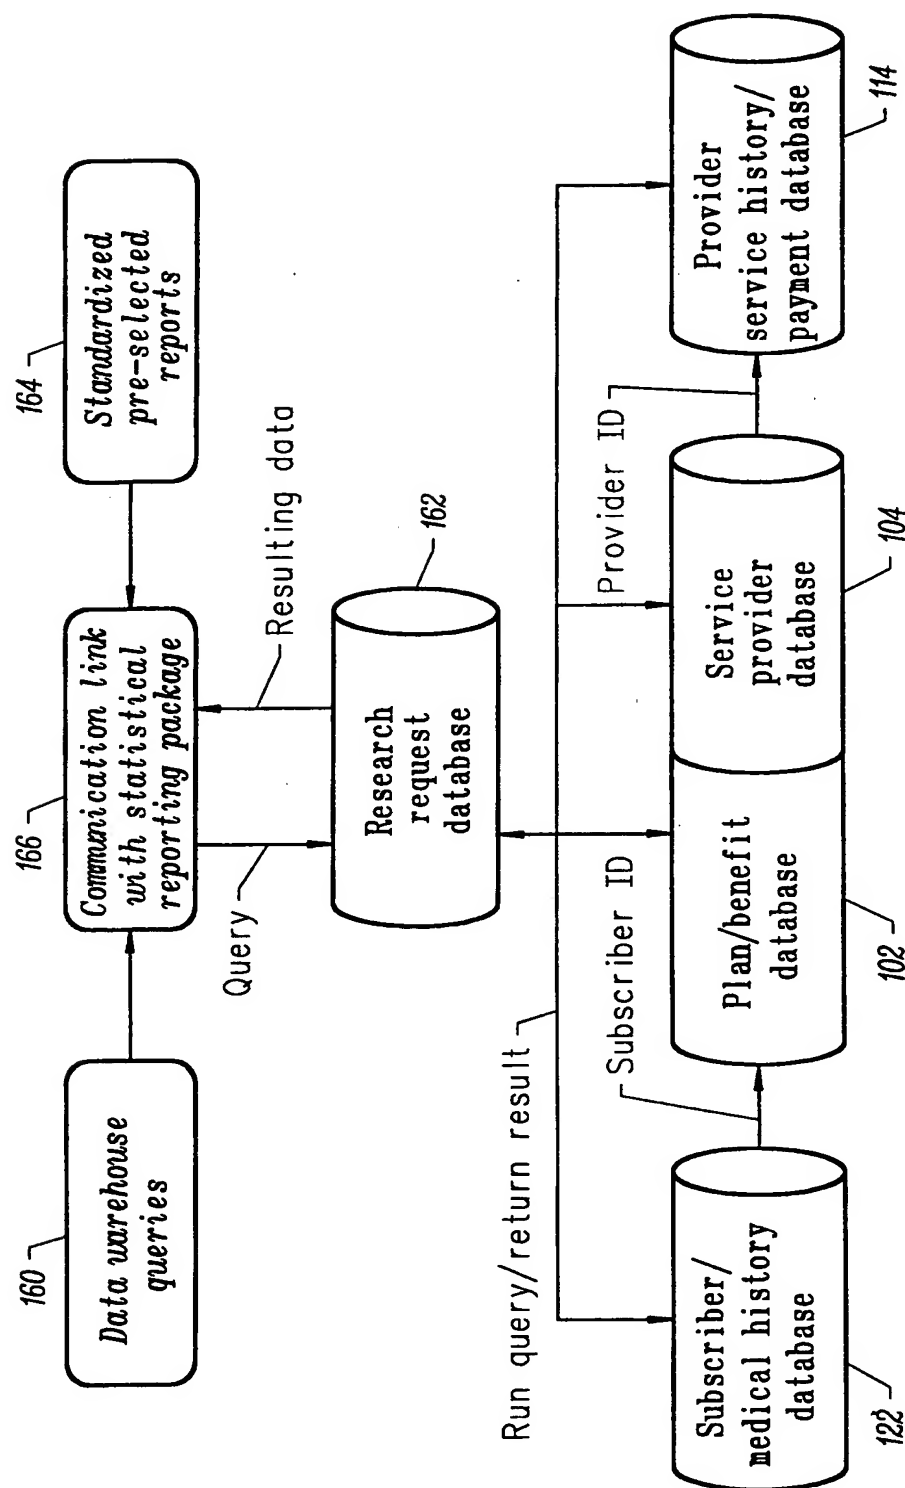 160
Data warehouse
queries
166
Communication link
with statistical
reporting package
164
Standardized
pre-selected
reports
Query
Resulting data
162
Research
request
database
Run query/return result
Subscriber ID
Provider ID
Subscriber/
medical history
database
122
Plan/benefit
database
102
Service
provider
database
104
Provider
service history/
payment database
114